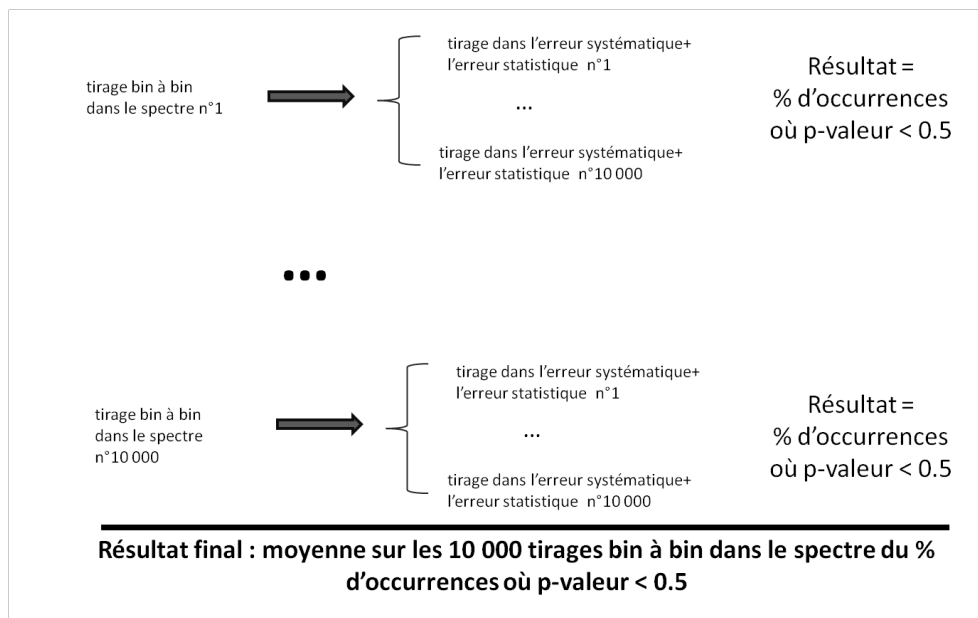 tirage bin à bin
dans le spectre n°1
tirage dans l'erreur systématique+
l'erreur statistique n°1
...
tirage dans l'erreur systématique+
l'erreur statistique n°10 000
Résultat =
% d'occurrences
où p-valeur < 0.5
...
tirage bin à bin
dans le spectre
n°10 000
tirage dans l'erreur systématique+
l'erreur statistique n°1
...
tirage dans l'erreur systématique+
l'erreur statistique n°10 000
Résultat =
% d'occurrences
où p-valeur < 0.5
Résultat final : moyenne sur les 10 000 tirages bin à bin dans le spectre du %
d'occurrences où p-valeur < 0.5